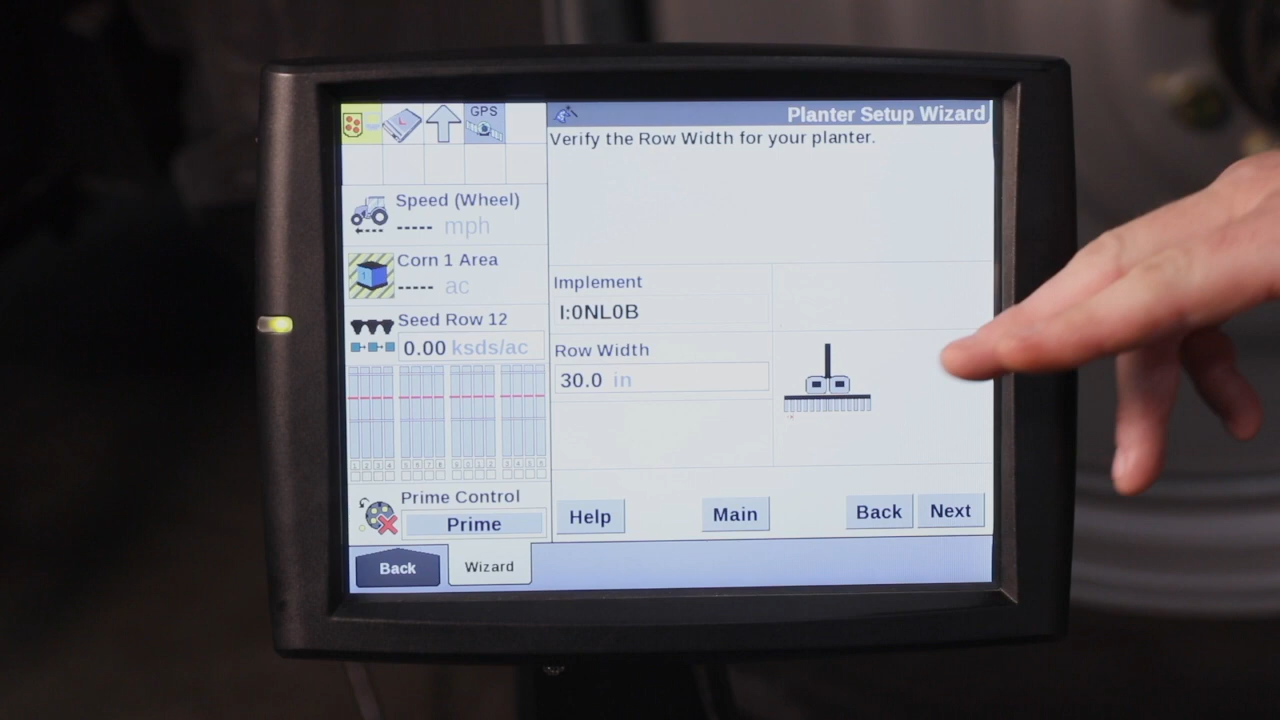 GPS
Planter Setup Wizard
Verify the Row Width for your planter.
Speed (Wheel)
----- mph
Corn 1 Area
----- ac
Seed Row 12
0.00 ksds/ac
Implement
I:0NL0B
Row Width
30.0 in
Prime Control
Prime
Help
Main
Back
Next
Back
Wizard